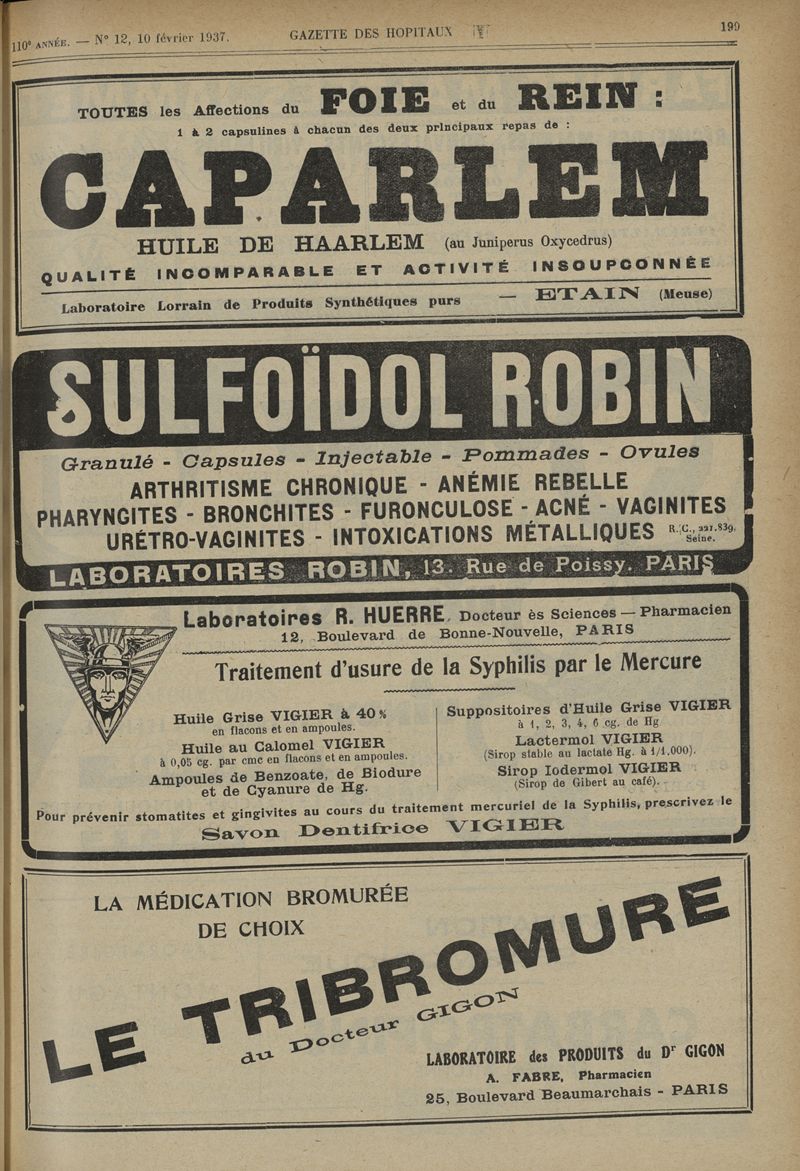 110e ANNÉE. — No 12, 10 février 1937.
GAZETTE DES HOPITAUX
199
TOUTES les Affections du FOIE et du REIN :
1 à 2 capsulines à chacun des deux principaux repas de :
CAPARLEM
HUILE DE HAARLEM (au Juniperus Oxycedrus)
QUALITÉ INCOMPARABLE ET ACTIVITÉ INSOUPCONNÉE
Laboratoire Lorrain de Produits Synthétiques purs — ETAIN (Meuse)
SULFOÏDOL ROBIN
Granulé - Capsules - Injectable - Pommades - Ovules
ARTHRITISME CHRONIQUE - ANÉMIE REBELLE
PHARYNGITES - BRONCHITES - FURONCULOSE - ACNÉ - VAGINITES
URÉTRO-VAGINITES - INTOXICATIONS MÉTALLIQUES R.C., 221.839. Seine.
LABORATOIRES ROBIN, 13. Rue de Poissy. PARIS
Laboratoires R. HUERRE, Docteur ès Sciences — Pharmacien
12, Boulevard de Bonne-Nouvelle, PARIS
Traitement d'usure de la Syphilis par le Mercure
Huile Grise VIGIER à 40 %
en flacons et en ampoules.
Huile au Calomel VIGIER
à 0,05 cg. par cmc en flacons et en ampoules.
Ampoules de Benzoate, de Biodure
et de Cyanure de Hg.
Suppositoires d'Huile Grise VIGIER
à 1, 2, 3, 4, 6 cg. de Hg
Lactermol VIGIER
(Sirop stable au lactate Hg. à 1/1.000).
Sirop Iodermol VIGIER
(Sirop de Gibert au café).
Pour prévenir stomatites et gingivites au cours du traitement mercuriel de la Syphilis, prescrivez le
Savon Dentifrice VIGIER
LA MÉDICATION BROMURÉE
DE CHOIX
LE TRIBROMURE
du Docteur GIGON
LABORATOIRE des PRODUITS du Dr GIGON
A. FABRE, Pharmacien
25, Boulevard Beaumarchais - PARIS